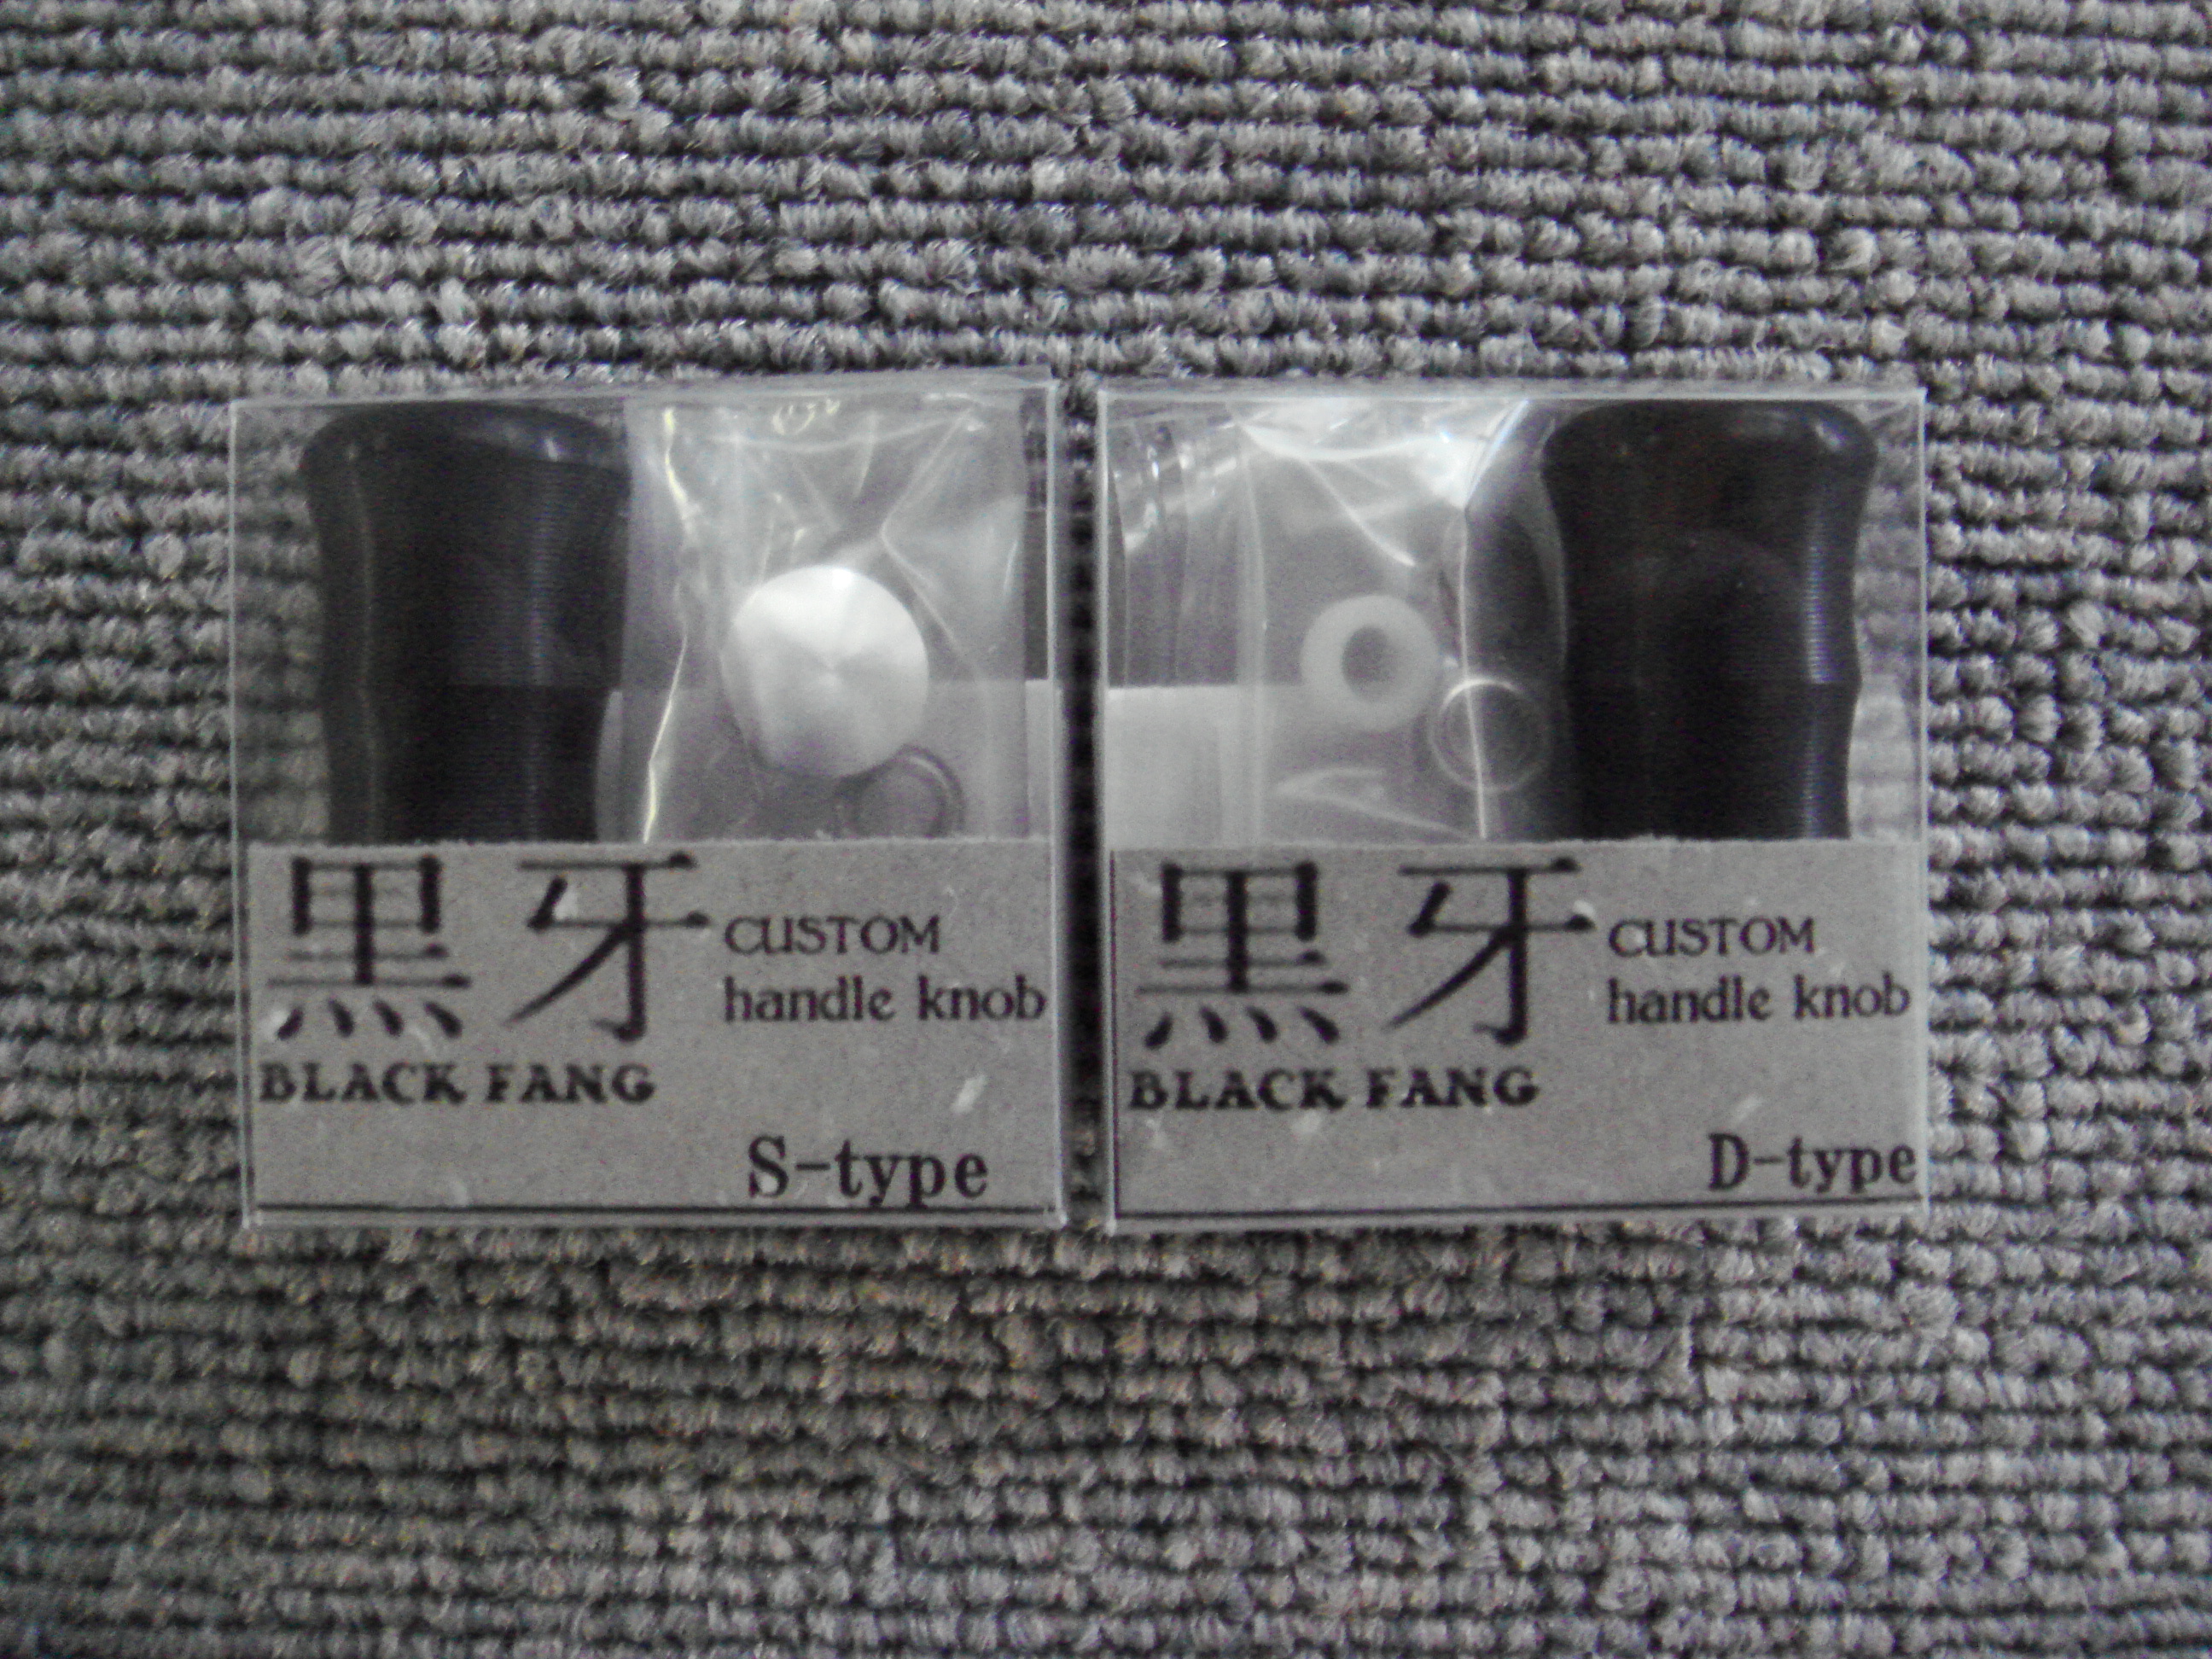 黒牙 CUSTOM
handle knob
BLACK FANG
S-type
黒牙 CUSTOM
handle knob
BLACK FANG
D-type